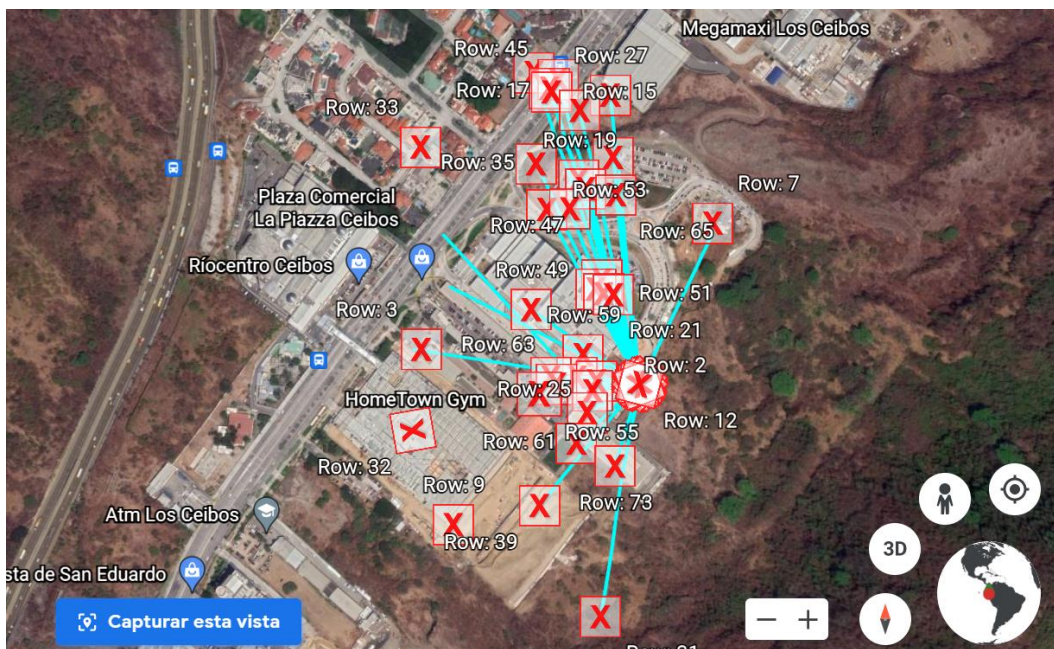 Megamaxi Los Ceibos
Row: 45
Row: 27
Row: 17
Row: 15
Row: 33
Row: 19
Row: 35
Row: 7
Row: 53
Plaza Comercial
La Piazza Ceibos
Row: 47
Row: 65
Ríocentro Ceibos
Row: 49
Row: 51
Row: 3
Row: 59
Row: 21
Row: 63
Row: 2
Row: 25
HomeTown Gym
Row: 12
Row: 55
Row: 61
Row: 32
Row: 9
Row: 73
Atm Los Ceibos
Row: 39
3D
sta de San Eduardo
Capturar esta vista